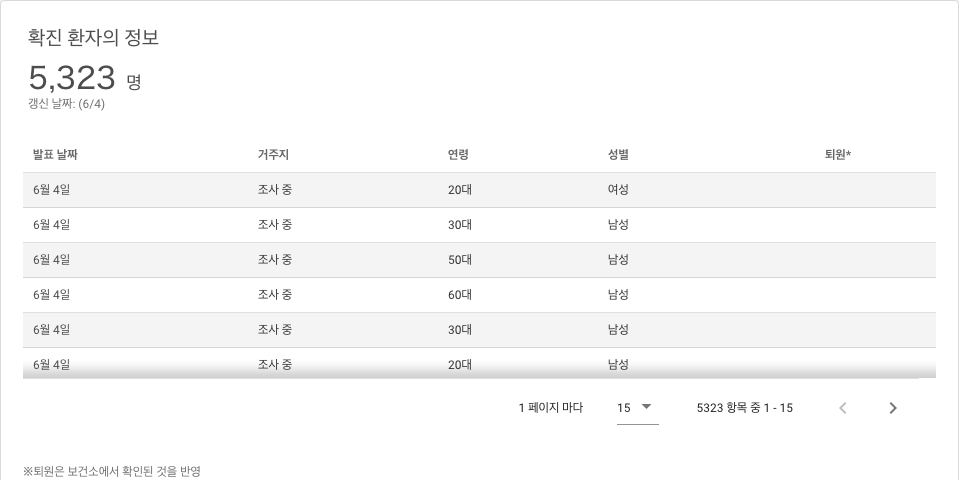 확진 환자의 정보
5,323 명
갱신 날짜: (6/4)
발표 날짜 거주지 연령 성별 퇴원*
6월 4일 조사 중 20대 여성
6월 4일 조사 중 30대 남성
6월 4일 조사 중 50대 남성
6월 4일 조사 중 60대 남성
6월 4일 조사 중 30대 남성
6월 4일 조사 중 20대 남성
1 페이지 마다 15 5323 항목 중 1 - 15
※퇴원은 보건소에서 확인된 것을 반영